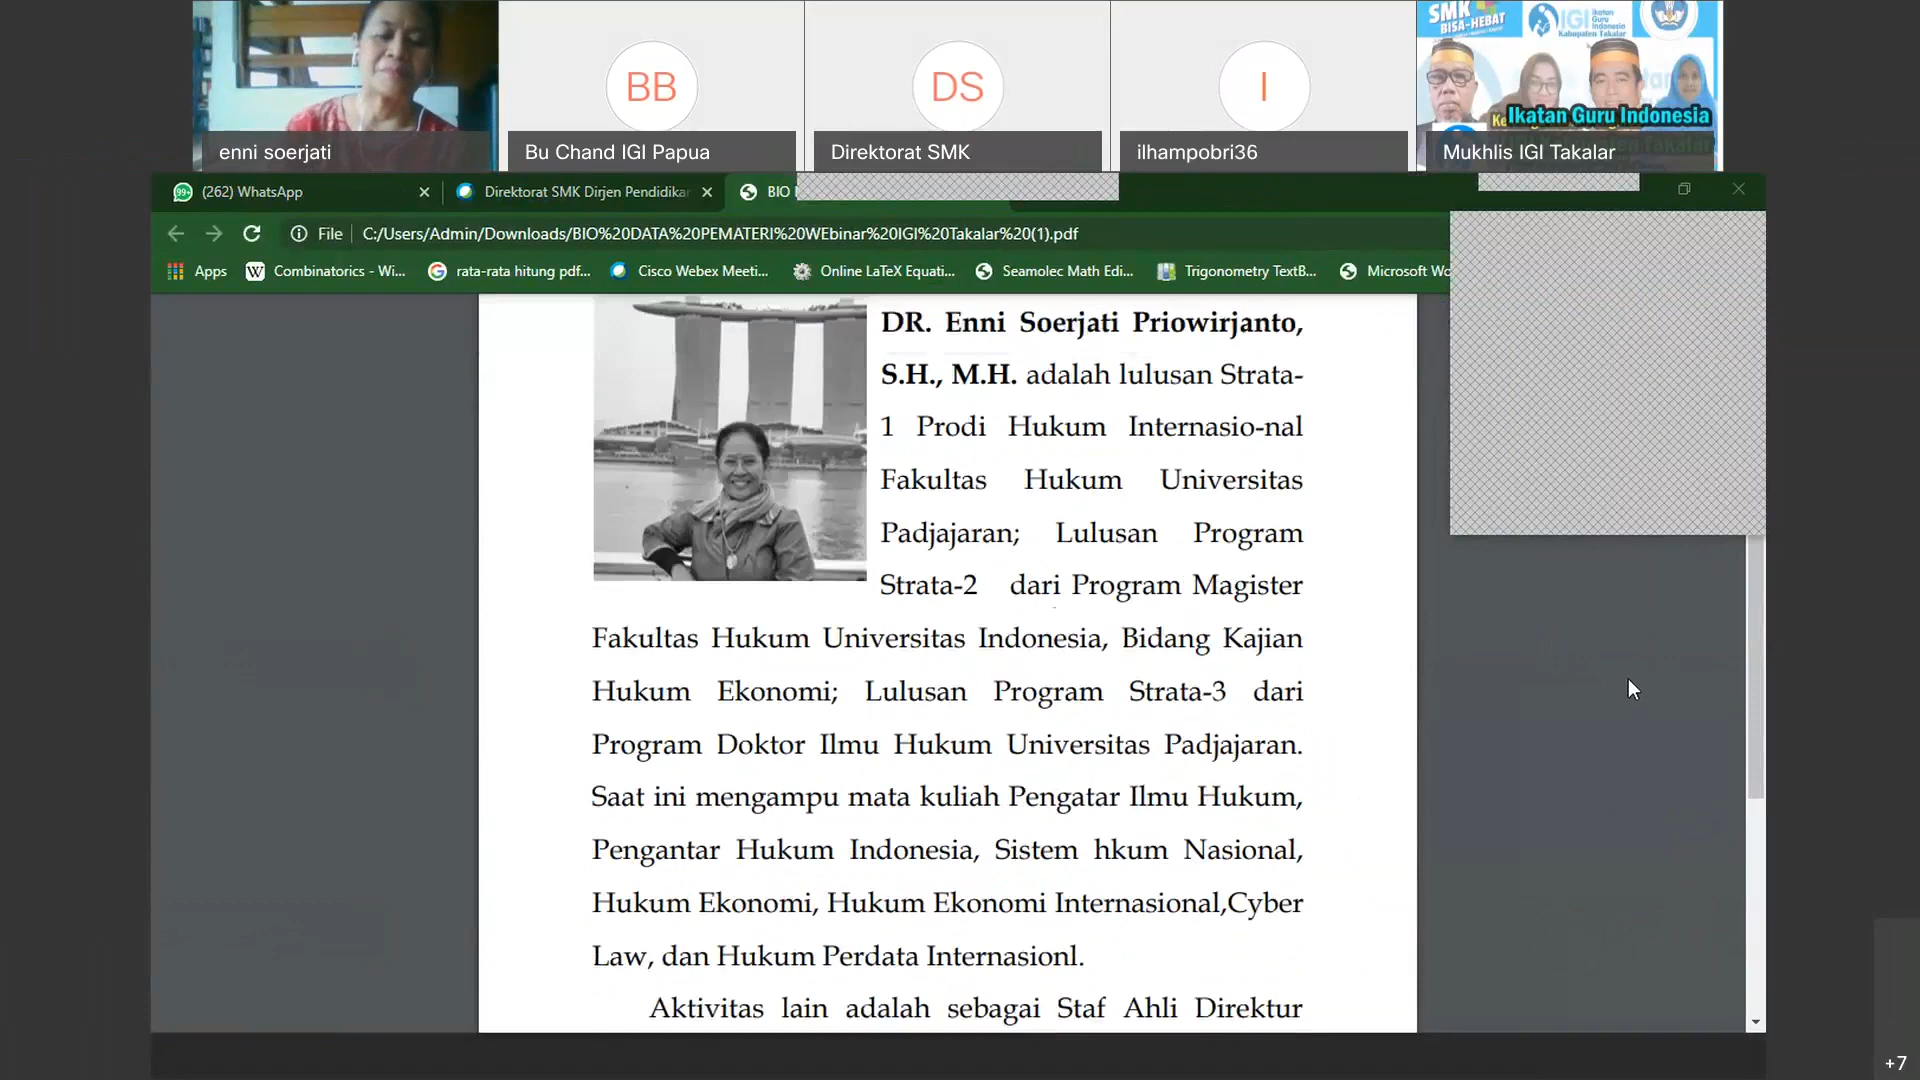 SMK
BISA-HEBAT
IGI
Ikatan
Guru
Indonesia
Kabupaten Takalar
BB
DS
I
Ikatan Guru Indonesia
enni soerjati
Bu Chand IGI Papua
Direktorat SMK
ilhampobri36
Mukhlis IGI Takalar
99+
(262) WhatsApp
Direktorat SMK Dirjen Pendidikar
BIO
File
C:/Users/Admin/Downloads/BIO%20DATA%20PEMATERI%20WEbinar%20IGI%20Takalar%20(1).pdf
Apps
W Combinatorics - Wi...
rata-rata hitung pdf...
Cisco Webex Meeti...
Online LaTeX Equati...
Seamolec Math Edi...
Trigonometry TextB...
Microsoft Wo
DR. Enni Soerjati Priowirjanto,
S.H., M.H. adalah lulusan Strata-
1 Prodi Hukum Internasio-nal
Fakultas Hukum Universitas
Padjajaran; Lulusan Program
Strata-2 dari Program Magister
Fakultas Hukum Universitas Indonesia, Bidang Kajian
Hukum Ekonomi; Lulusan Program Strata-3 dari
Program Doktor Ilmu Hukum Universitas Padjajaran.
Saat ini mengampu mata kuliah Pengatar Ilmu Hukum,
Pengantar Hukum Indonesia, Sistem hkum Nasional,
Hukum Ekonomi, Hukum Ekonomi Internasional,Cyber
Law, dan Hukum Perdata Internasionl.
Aktivitas lain adalah sebagai Staf Ahli Direktur
+7